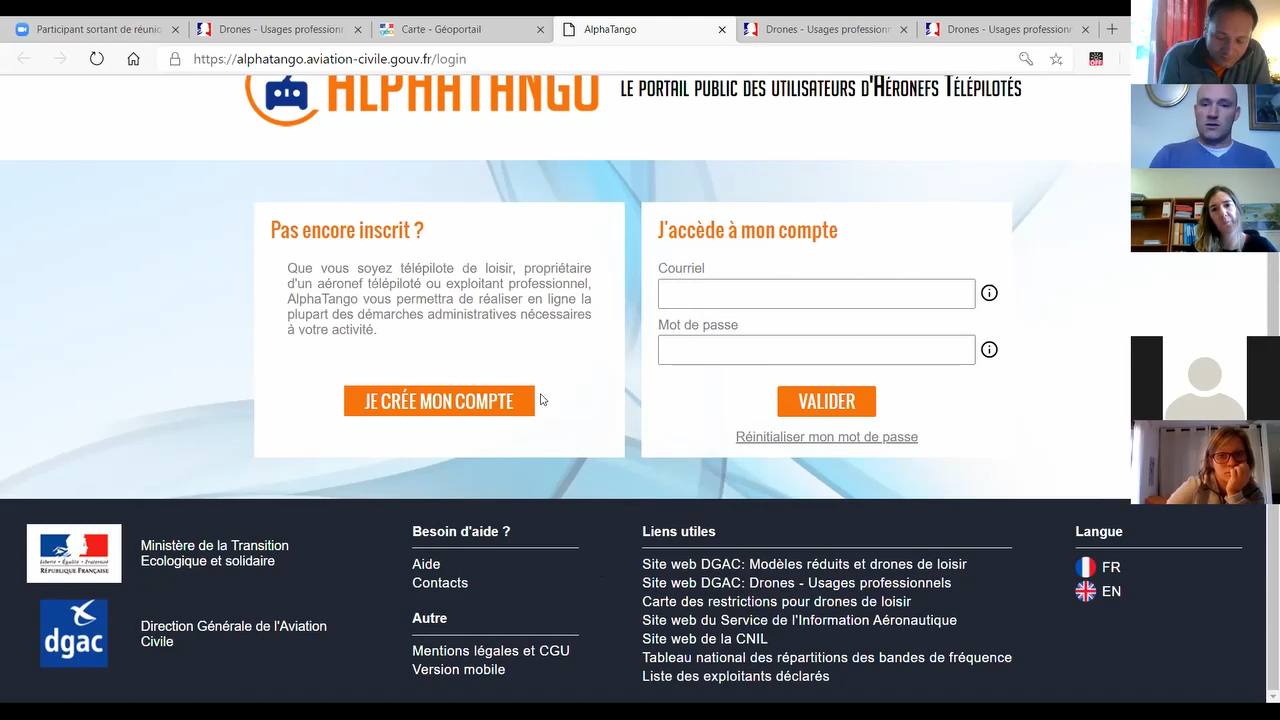 Participant sortant de réunio
Drones - Usages profession
Carte - Géoportail
AlphaTango
Drones - Usages profession
Drones - Usages profession
https://alphatango.aviation-civile.gouv.fr/login
OFF
ALPHATANGO
LE PORTAIL PUBLIC DES UTILISATEURS D'HÉRONEFS TÉLÉPILOTÉS
Pas encore inscrit ?
Que vous soyez télépilote de loisir, propriétaire
d'un aéronef télépiloté ou exploitant professionnel,
AlphaTango vous permettra de réaliser en ligne la
plupart des démarches administratives nécessaires
à votre activité.
JE CRÉE MON COMPTE
J'accède à mon compte
Courriel
Mot de passe
VALIDER
Réinitialiser mon mot de passe
Liberté • Égalité • Fraternité
RÉPUBLIQUE FRANÇAISE
Ministère de la Transition
Ecologique et solidaire
dgac
Direction Générale de l'Aviation
Civile
Besoin d'aide ?
Aide
Contacts
Autre
Mentions légales et CGU
Version mobile
Liens utiles
Site web DGAC: Modèles réduits et drones de loisir
Site web DGAC: Drones - Usages professionnels
Carte des restrictions pour drones de loisir
Site web du Service de l'Information Aéronautique
Site web de la CNIL
Tableau national des répartitions des bandes de fréquence
Liste des exploitants déclarés
Langue
FR
EN